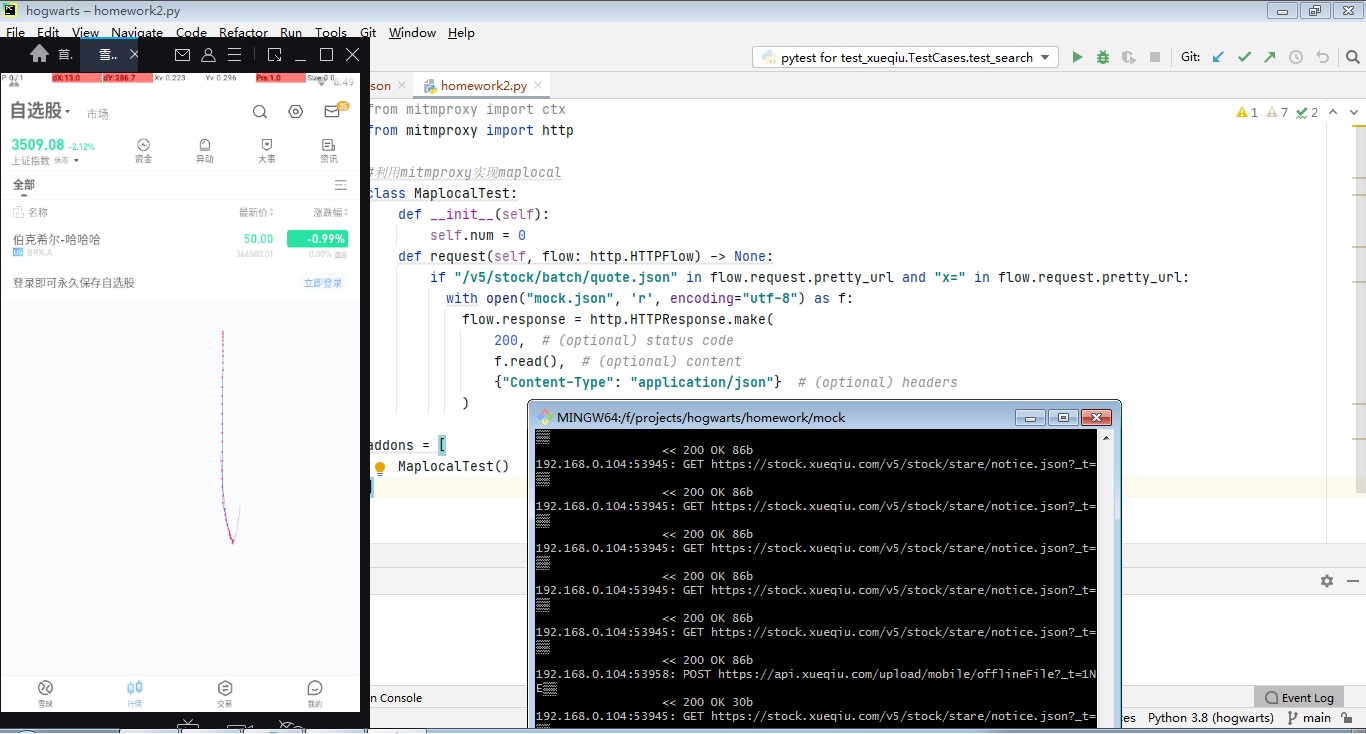 hogwarts – homework2.py
File Edit View Navigate Code Refactor Run Tools Git Window Help
首.
雪..
pytest for test_xueqiu.TestCases.test_search
Git:
P: 0 / 1
dX: 13.0
dY: 286.7
Xv: 0.223
Yv: 0.296
Prs: 1.0
Size: 0.0
6:49
son
homework2.py
自选股
市场
35
3509.08 -2.12%
上证指数 休市
资金
异动
大事
资讯
全部
名称
最新价
涨跌幅
伯克希尔-哈哈哈
50.00
-0.99%
US BRK.A
364580.01
0.00%
登录即可永久保存自选股
立即登录
雪球
行情
交易
我的
from mitmproxy import ctx
from mitmproxy import http
1 7 2
#利用mitmproxy实现maplocal
class MaplocalTest:
def __init__(self):
self.num = 0
def request(self, flow: http.HTTPFlow) -> None:
if "/v5/stock/batch/quote.json" in flow.request.pretty_url and "x=" in flow.request.pretty_url:
with open("mock.json", 'r', encoding="utf-8") as f:
flow.response = http.HTTPResponse.make(
200, # (optional) status code
f.read(), # (optional) content
{"Content-Type": "application/json"} # (optional) headers
)
addons = [
MaplocalTest()
]
MINGW64:/f/projects/hogwarts/homework/mock
<< 200 OK 86b
192.168.0.104:53945: GET https://stock.xueqiu.com/v5/stock/stare/notice.json?_t=
<< 200 OK 86b
192.168.0.104:53945: GET https://stock.xueqiu.com/v5/stock/stare/notice.json?_t=
<< 200 OK 86b
192.168.0.104:53945: GET https://stock.xueqiu.com/v5/stock/stare/notice.json?_t=
<< 200 OK 86b
192.168.0.104:53945: GET https://stock.xueqiu.com/v5/stock/stare/notice.json?_t=
<< 200 OK 86b
192.168.0.104:53945: GET https://stock.xueqiu.com/v5/stock/stare/notice.json?_t=
<< 200 OK 86b
192.168.0.104:53958: POST https://api.xueqiu.com/upload/mobile/offlineFile?_t=1N
E
<< 200 OK 30b
192.168.0.104:53945: GET https://stock.xueqiu.com/v5/stock/stare/notice.json?_t=
n Console
Event Log
es Python 3.8 (hogwarts) main